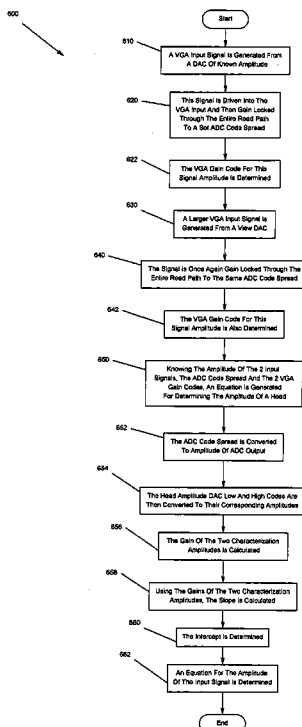 600
Start
610
A VGA Input Signal Is Generated From
A DAC Of Known Amplitude
620
This Signal Is Driven Into The
VGA Input And Then Gain Locked
Through The Entire Read Path
To A Set ADC Code Spread
622
The VGA Gain Code For This
Signal Amplitude Is Determined
630
A Larger VGA Input Signal Is
Generated From A View DAC
640
The Signal Is Once Again Gain Locked Through The
Entire Read Path To The Same ADC Code Spread
642
The VGA Gain Code For This
Signal Amplitude Is Also Determined
650
Knowing The Amplitude Of The 2 Input
Signals, The ADC Code Spread And The 2 VGA
Gain Codes, An Equation Is Generated
For Determining The Amplitude Of A Head
652
The ADC Code Spread Is Converted
To Amplitude Of ADC Output
654
The Head Amplitude DAC Low And High Codes Are
Then Converted To Their Corresponding Amplitudes
656
The Gain Of The Two Characterization
Amplitudes Is Calculated
658
Using The Gains Of The Two Characterization
Amplitudes, The Slope Is Calculated
660
The Intercept Is Determined
662
An Equation For The Amplitude
Of The Input Signal Is Determined
End